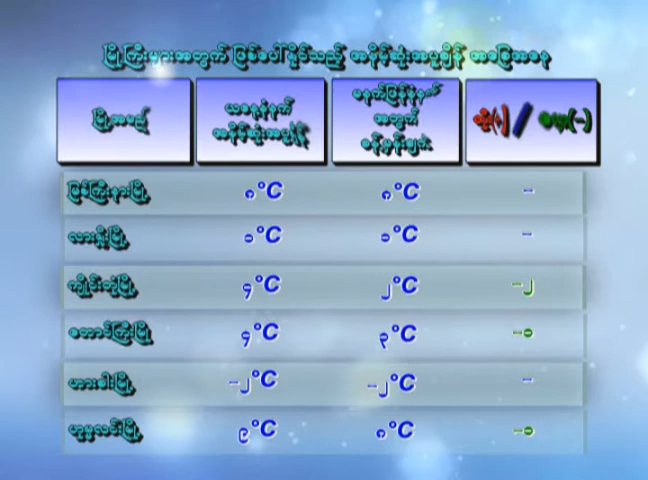 မြို့ကြီးများအတွက် ဖြစ်ပေါ်ရှိသည့် အနိမ့်ဆုံးအပူချိန် အခြေအနေ
မြို့အမည် ယနေ့နံနက် အနိမ့်ဆုံးအပူချိန် မနက်ဖြန်နံနက် အတွက် ခန့်မှန်းချက် တိုး(+) / လျော့(-)
မြစ်ကြီးနားမြို့ ၈°C ၈°C -
လားရှိုးမြို့ ၁°C ၁°C -
ကျိုင်းတုံမြို့ ၄°C ၂°C -၂
တောင်ကြီးမြို့ ၄°C ၃°C -၁
ဟားခါးမြို့ -၂°C -၂°C -
ဟုမ္မလင်းမြို့ ၉°C ၈°C -၁